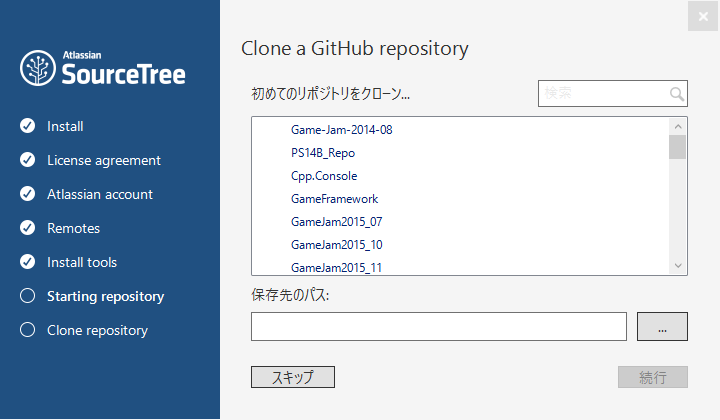 Atlassian
SourceTree
Install
License agreement
Atlassian account
Remotes
Install tools
Starting repository
Clone repository
Clone a GitHub repository
初めてのリポジトリをクローン...
検索
Game-Jam-2014-08
PS14B_Repo
Cpp.Console
GameFramework
GameJam2015_07
GameJam2015_10
GameJam2015_11
保存先のパス:
...
スキップ
続行